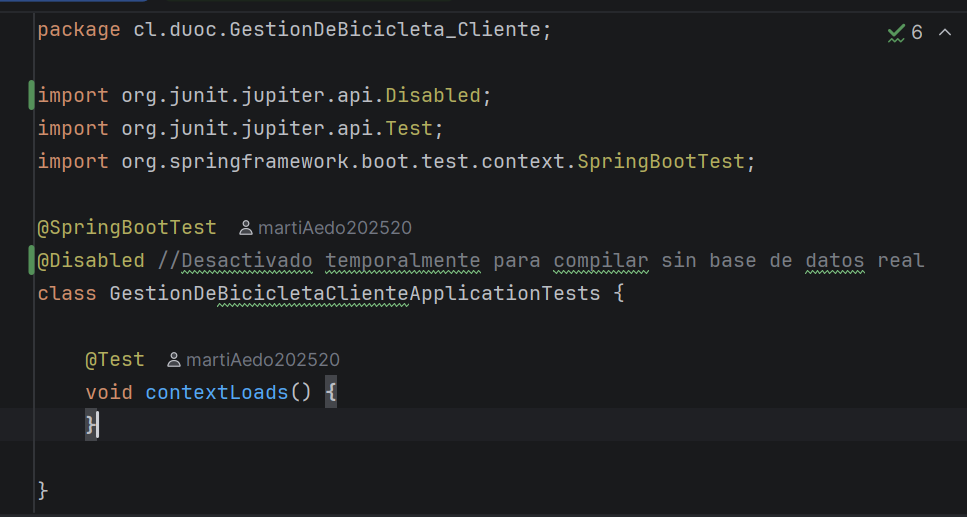 package cl.duoc.GestionDeBicicleta_Cliente;
6
import org.junit.jupiter.api.Disabled;
import org.junit.jupiter.api.Test;
import org.springframework.boot.test.context.SpringBootTest;
@SpringBootTest martiAedo202520
@Disabled //Desactivado temporalmente para compilar sin base de datos real
class GestionDeBicicletaClienteApplicationTests {
@Test martiAedo202520
void contextLoads() {
}
}